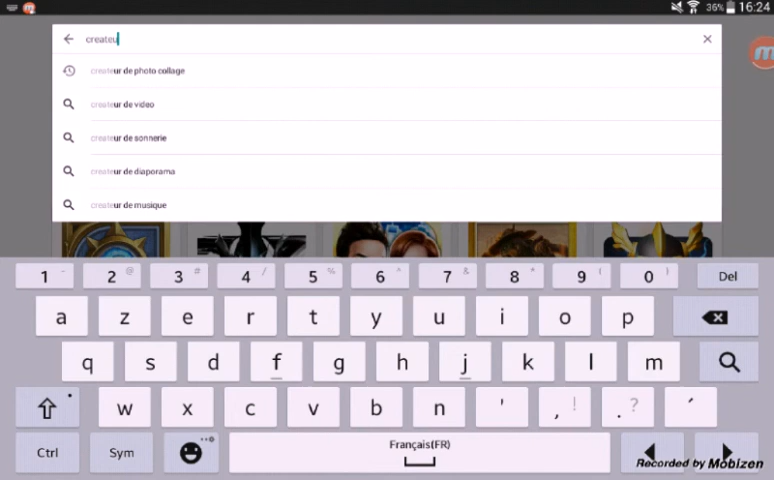 36% 16:24
createu
createur de photo collage
createur de video
createur de sonnerie
createur de diaporama
createur de musique
1 - 2 @ 3 # 4 / 5 % 6 ^ 7 & 8 * 9 ( 0 ) Del
a z e r t y u i o p
q s d f g h j k l m
w x c v b n ' , ! . ? ´
Ctrl Sym Français(FR)
Recorded by Mobizen